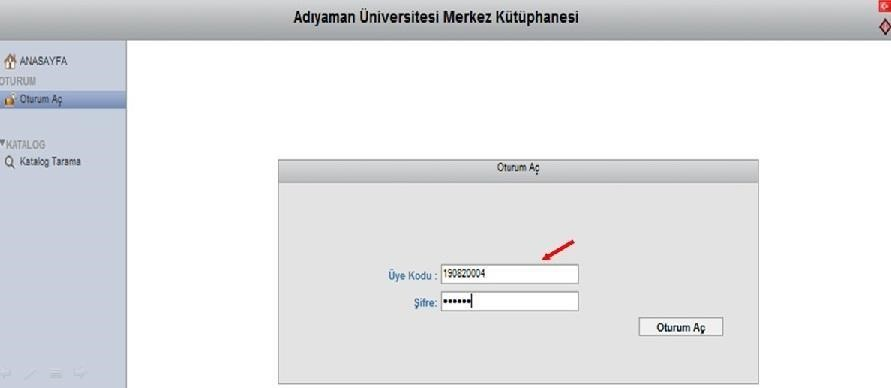 Adıyaman Üniversitesi Merkez Kütüphanesi
ANASAYFA
OTURUM
Oturum Aç
KATALOG
Katalog Tarama
Oturum Aç
Üye Kodu : 190820004
Şifre: ••••••
Oturum Aç